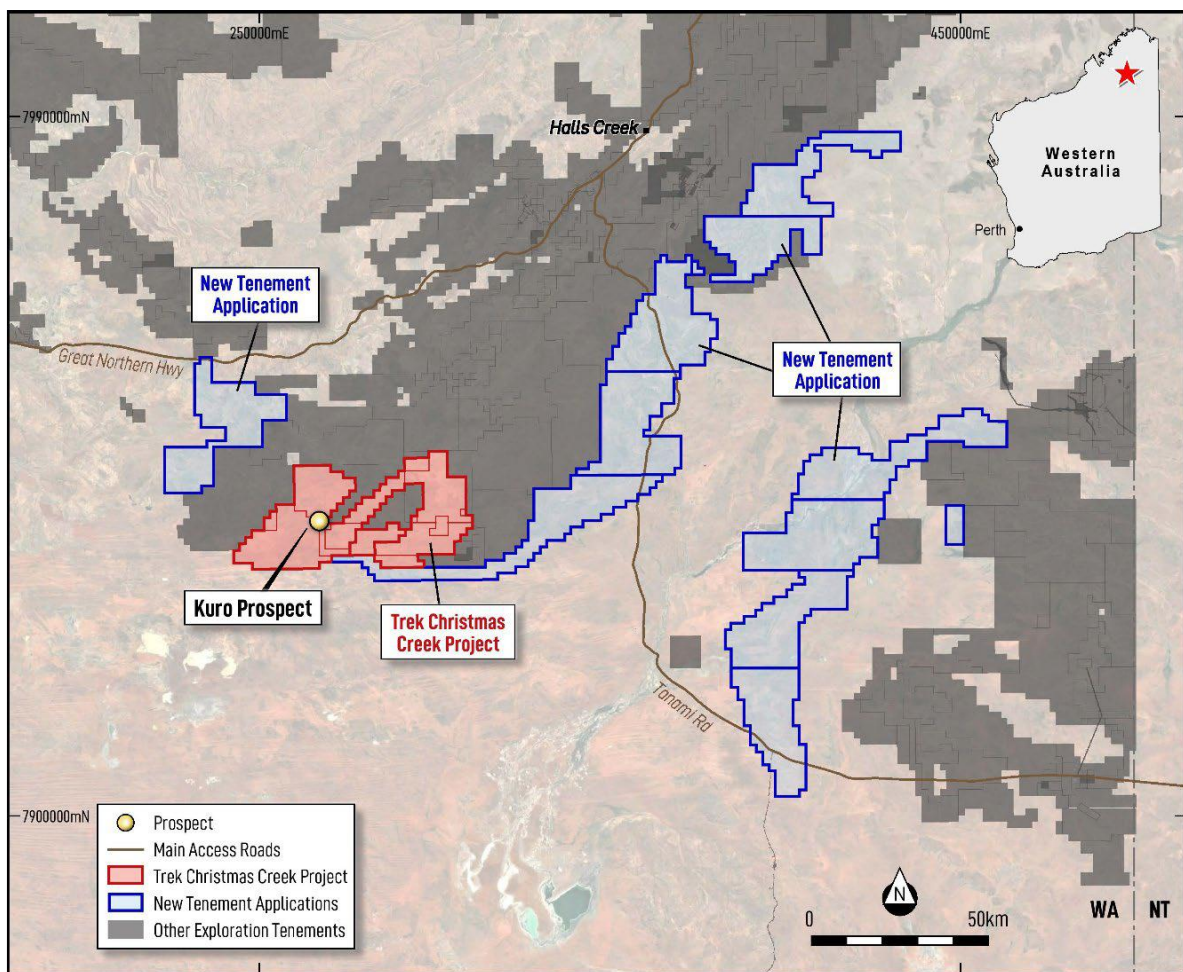 250000mE
450000mE
7990000mN
Halls Creek
Western
Australia
Perth
New Tenement
Application
Great Northern Hwy
New Tenement
Application
Kuro Prospect
Trek Christmas
Creek Project
Tanami Rd
7900000mN
Prospect
Main Access Roads
Trek Christmas Creek Project
New Tenement Applications
Other Exploration Tenements
N
0
50km
WA
NT